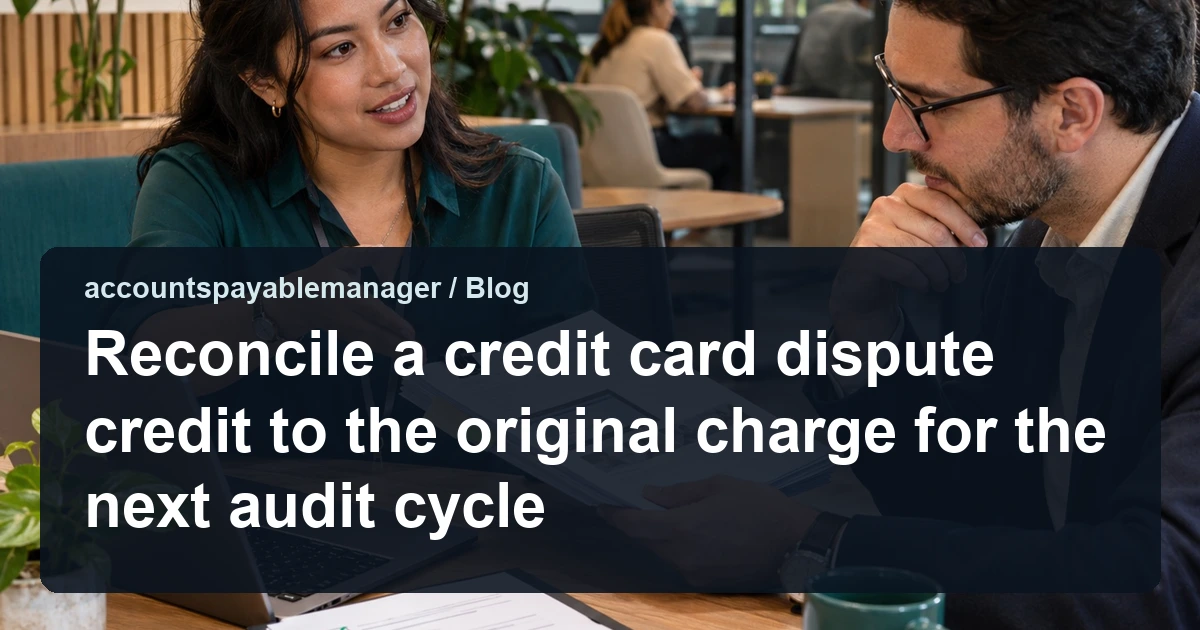 accountspayablemanager / Blog
Reconcile a credit card dispute
credit to the original charge for the
next audit cycle